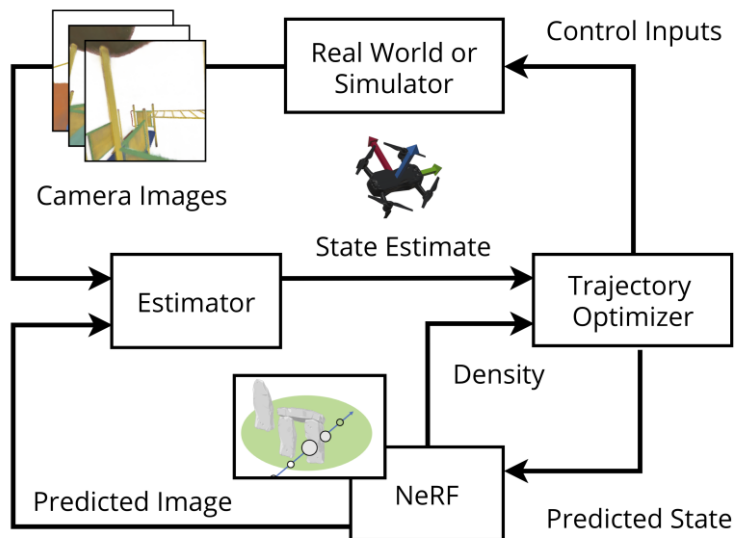 Real World or
Simulator
Control Inputs
Camera Images
State Estimate
Estimator
Trajectory
Optimizer
Density
Predicted Image
NeRF
Predicted State